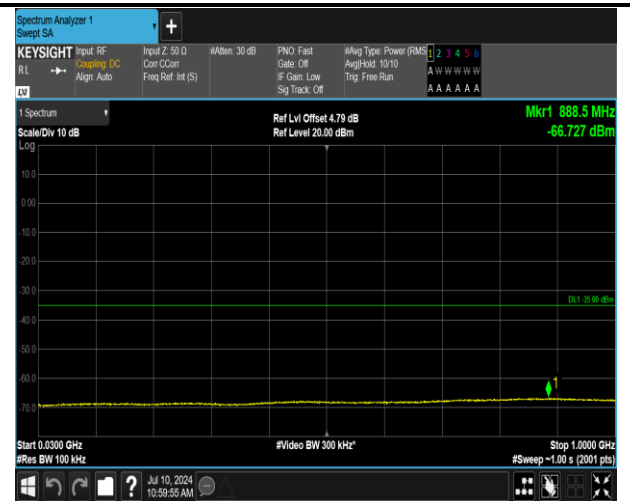 Spectrum Analyzer 1
Swept SA
+
KEYSIGHT
RL
LXI
Input: RF
Coupling: DC
Align: Auto
Input Z: 50 Ω
Corr CCorr
Freq Ref: Int (S)
#Atten: 30 dB
PNO: Fast
Gate: Off
IF Gain: Low
Sig Track: Off
#Avg Type: Power (RMS
Avg|Hold: 10/10
Trig: Free Run
1 2 3 4 5 6
A W W W W W
A A A A A A
1 Spectrum
Scale/Div 10 dB
Log
Ref Lvl Offset 4.79 dB
Ref Level 20.00 dBm
Mkr1 888.5 MHz
-66.727 dBm
10.0
0.00
-10.0
-20.0
-30.0
DL1 -35.00 dBm
-40.0
-50.0
-60.0
1
-70.0
Start 0.0300 GHz
#Res BW 100 kHz
#Video BW 300 kHz*
Stop 1.0000 GHz
#Sweep ~1.00 s (2001 pts)
?
Jul 10, 2024
10:59:55 AM